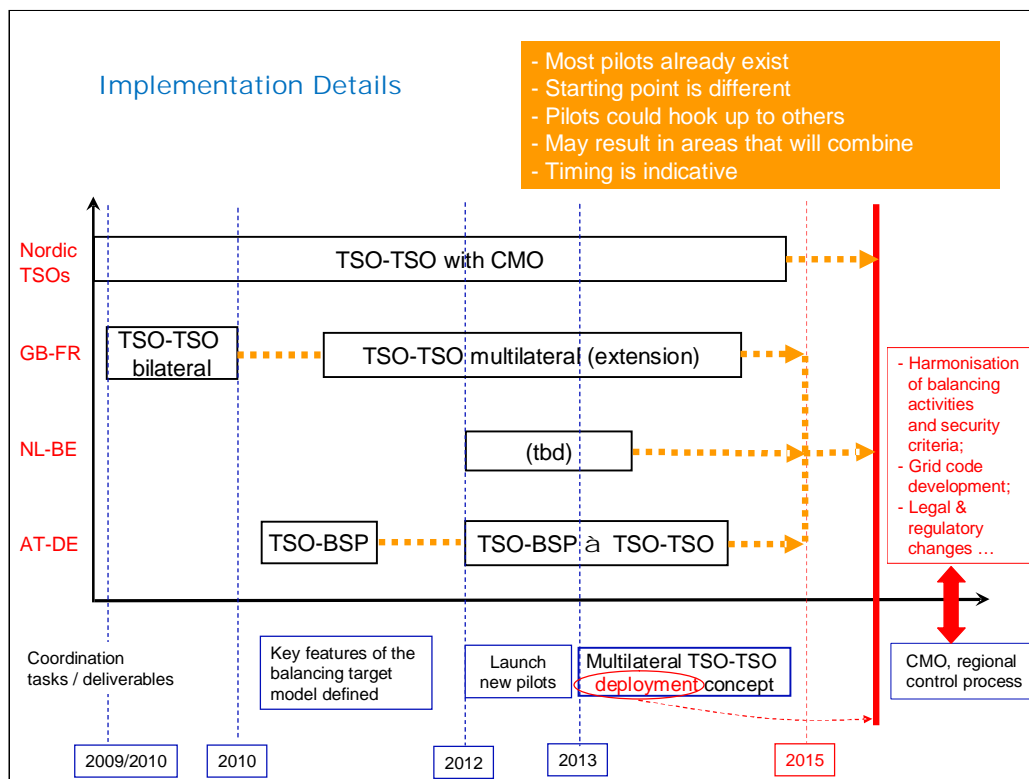 Implementation Details
- Most pilots already exist
- Starting point is different
- Pilots could hook up to others
- May result in areas that will combine
- Timing is indicative
Nordic
TSOs
TSO-TSO with CMO
GB-FR
TSO-TSO
bilateral
TSO-TSO multilateral (extension)
NL-BE
(tbd)
AT-DE
TSO-BSP
TSO-BSP à TSO-TSO
- Harmonisation
of balancing
activities
and security
criteria;
- Grid code
development;
- Legal &
regulatory
changes …
Coordination
tasks / deliverables
Key features of the
balancing target
model defined
Launch
new pilots
Multilateral TSO-TSO
deployment concept
CMO, regional
control process
2009/2010
2010
2012
2013
2015